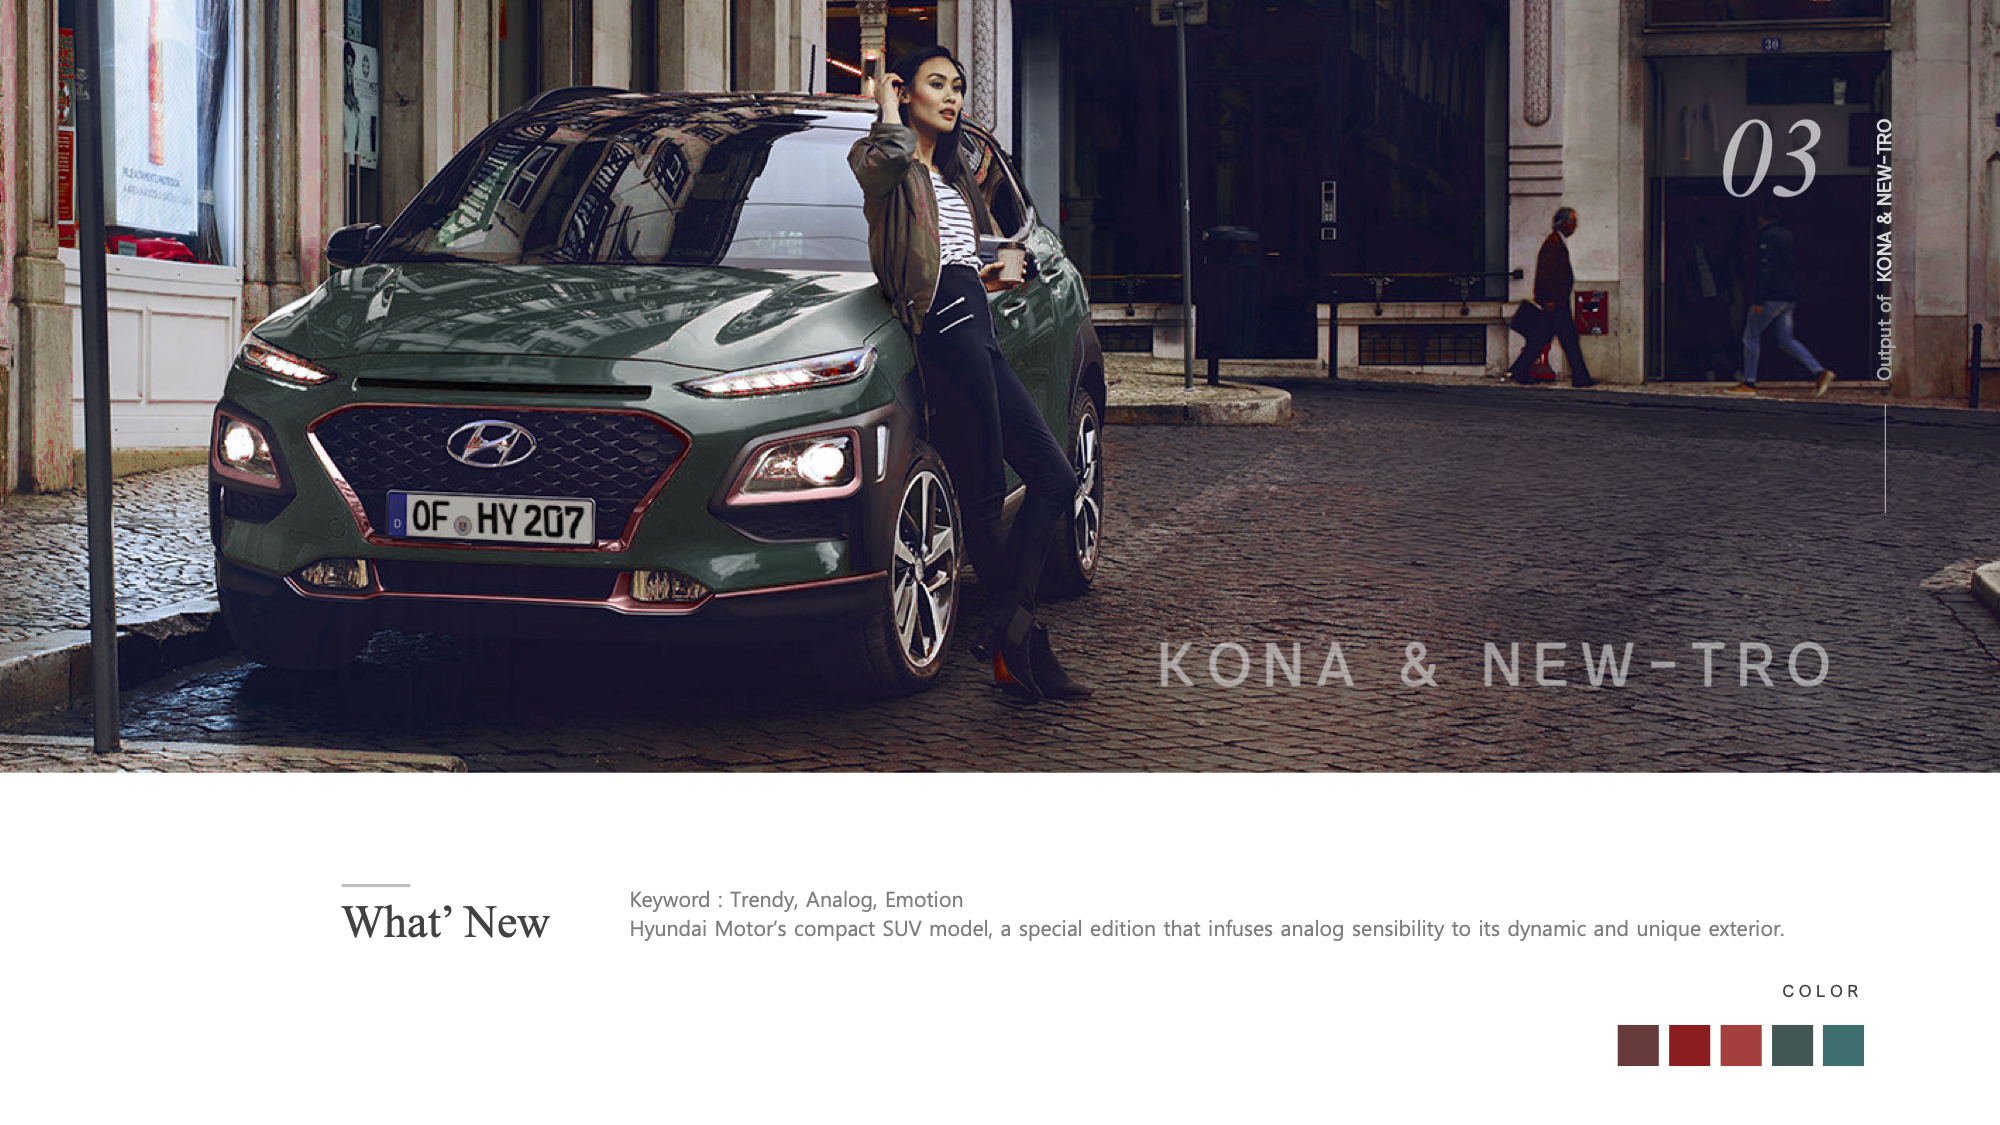 30
03
Output of KONA & NEW-TRO
D OF HY 207
KONA & NEW-TRO
What’ New
Keyword : Trendy, Analog, Emotion
Hyundai Motor’s compact SUV model, a special edition that infuses analog sensibility to its dynamic and unique exterior.
COLOR